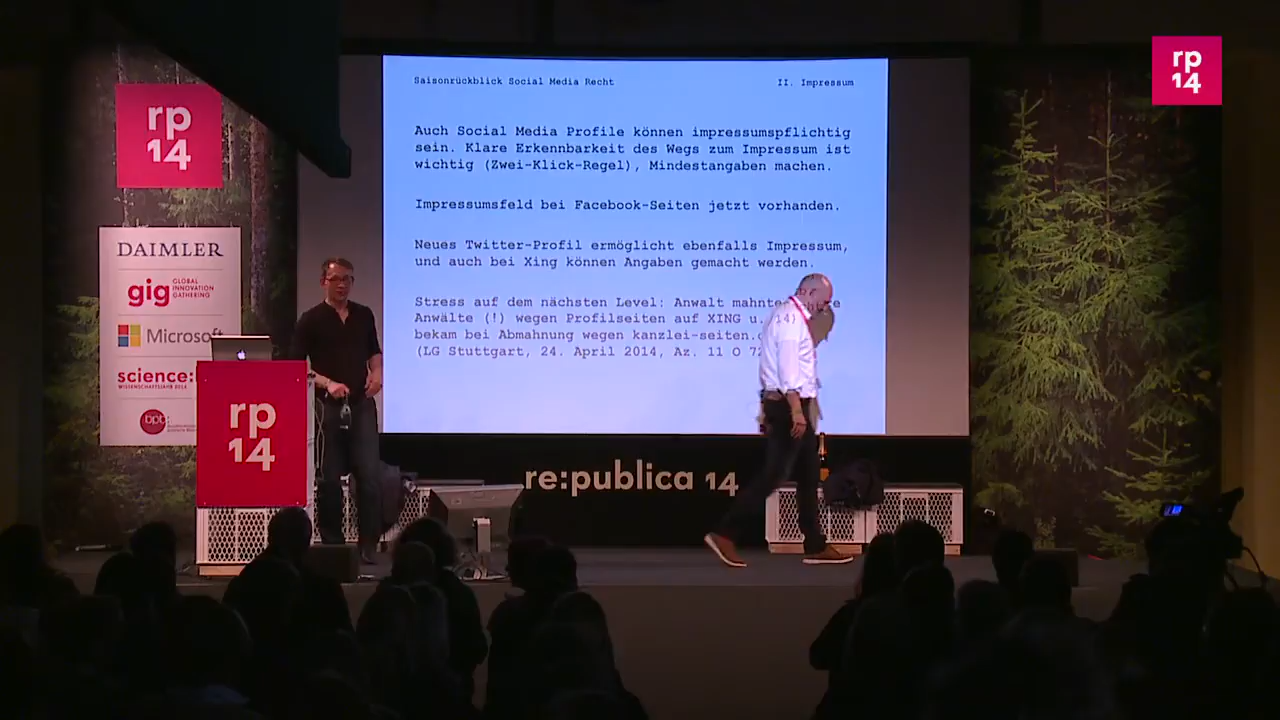 rp
14
Saisonrückblick Social Media Recht
II. Impressum
Auch Social Media Profile können impressumspflichtig
sein. Klare Erkennbarkeit des Wegs zum Impressum ist
wichtig (Zwei-Klick-Regel), Mindestangaben machen.
Impressumsfeld bei Facebook-Seiten jetzt vorhanden.
Neues Twitter-Profil ermöglicht ebenfalls Impressum,
und auch bei Xing können Angaben gemacht werden.
Stress auf dem nächsten Level: Anwalt mahnte
Anwälte (!) wegen Profilseiten auf XING u.
bekam bei Abmahnung wegen kanzlei-seiten.
(LG Stuttgart, 24. April 2014, Az. 11 O 72
rp
14
DAIMLER
gig GLOBAL
INNOVATION
GATHERING
Microsoft
science:
WISSENSCHAFTSJAHR 2014
bpb:
rp
14
re:publica 14